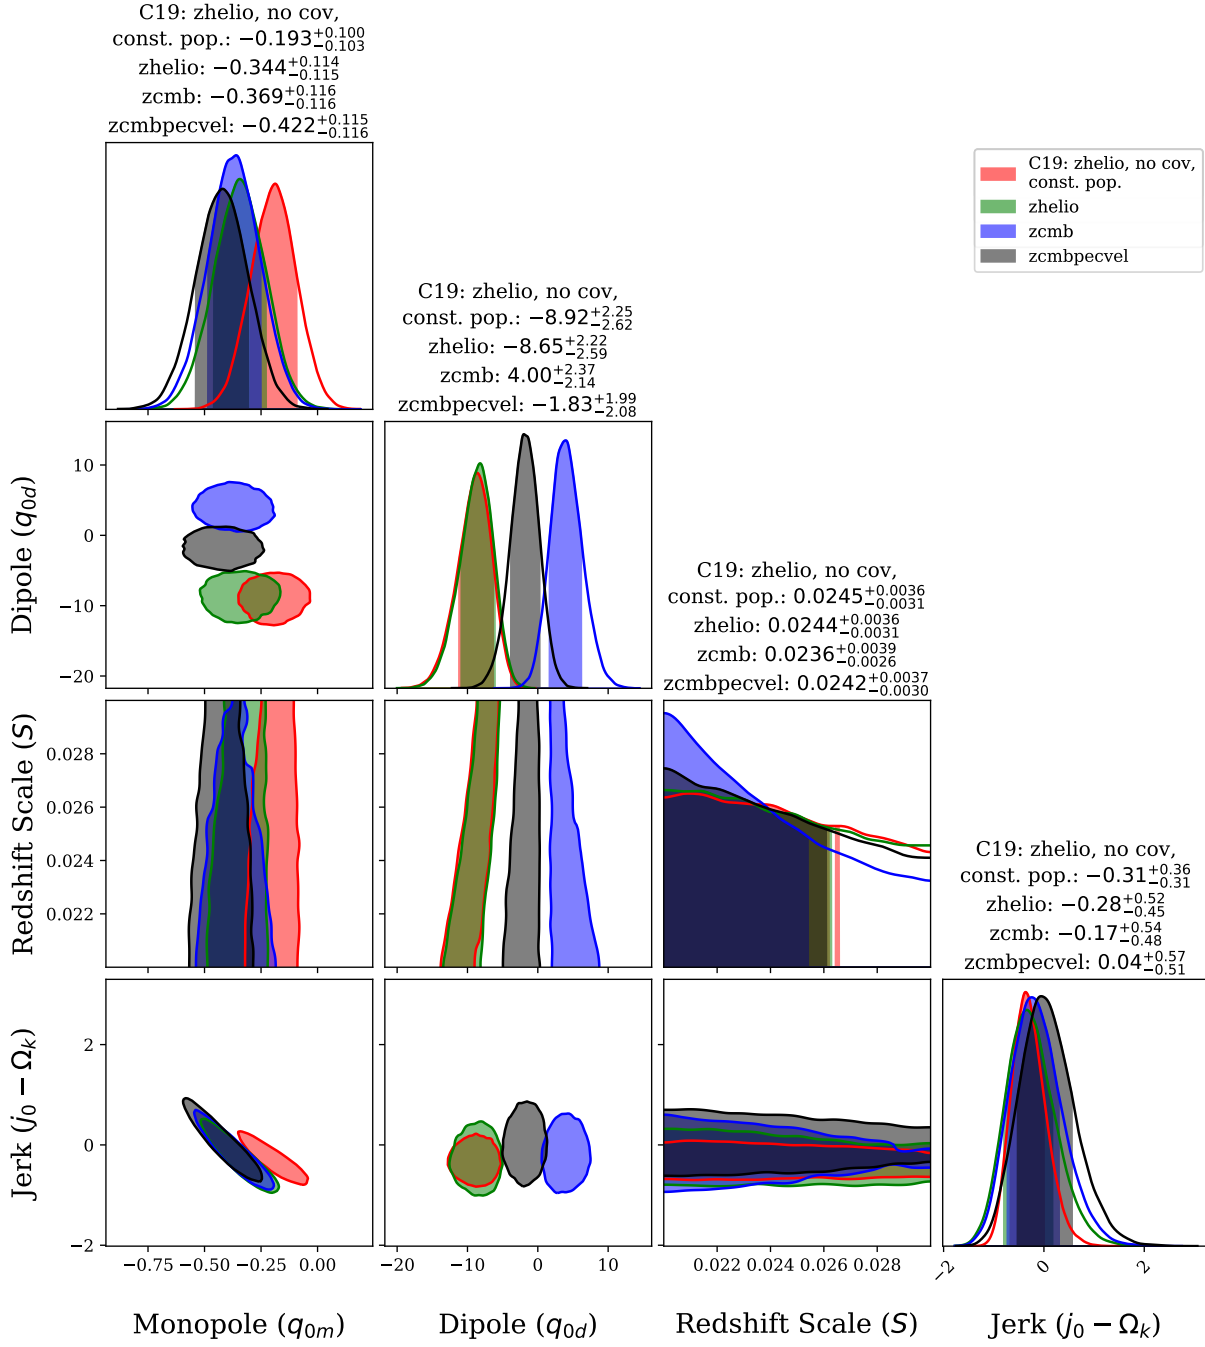 C19: zhelio, no cov,
const. pop.: −0.193 +0.100 −0.103
zhelio: −0.344 +0.114 −0.115
zcmb: −0.369 +0.116 −0.116
zcmbpecvel: −0.422 +0.115 −0.116
C19: zhelio, no cov,
const. pop.
zhelio
zcmb
zcmbpecvel
C19: zhelio, no cov,
const. pop.: −8.92 +2.25 −2.62
zhelio: −8.65 +2.22 −2.59
zcmb: 4.00 +2.37 −2.14
zcmbpecvel: −1.83 +1.99 −2.08
Dipole (q0d)
10
0
−10
−20
C19: zhelio, no cov,
const. pop.: 0.0245 +0.0036 −0.0031
zhelio: 0.0244 +0.0036 −0.0031
zcmb: 0.0236 +0.0039 −0.0026
zcmbpecvel: 0.0242 +0.0037 −0.0030
Redshift Scale (S)
0.028
0.026
0.024
0.022
C19: zhelio, no cov,
const. pop.: −0.31 +0.36 −0.31
zhelio: −0.28 +0.52 −0.45
zcmb: −0.17 +0.54 −0.48
zcmbpecvel: 0.04 +0.57 −0.51
Jerk (j0 − Ωk)
2
0
−2
−0.75 −0.50 −0.25 0.00
−20 −10 0 10
0.022 0.024 0.026 0.028
−2 0 2
Monopole (q0m)
Dipole (q0d)
Redshift Scale (S)
Jerk (j0 − Ωk)